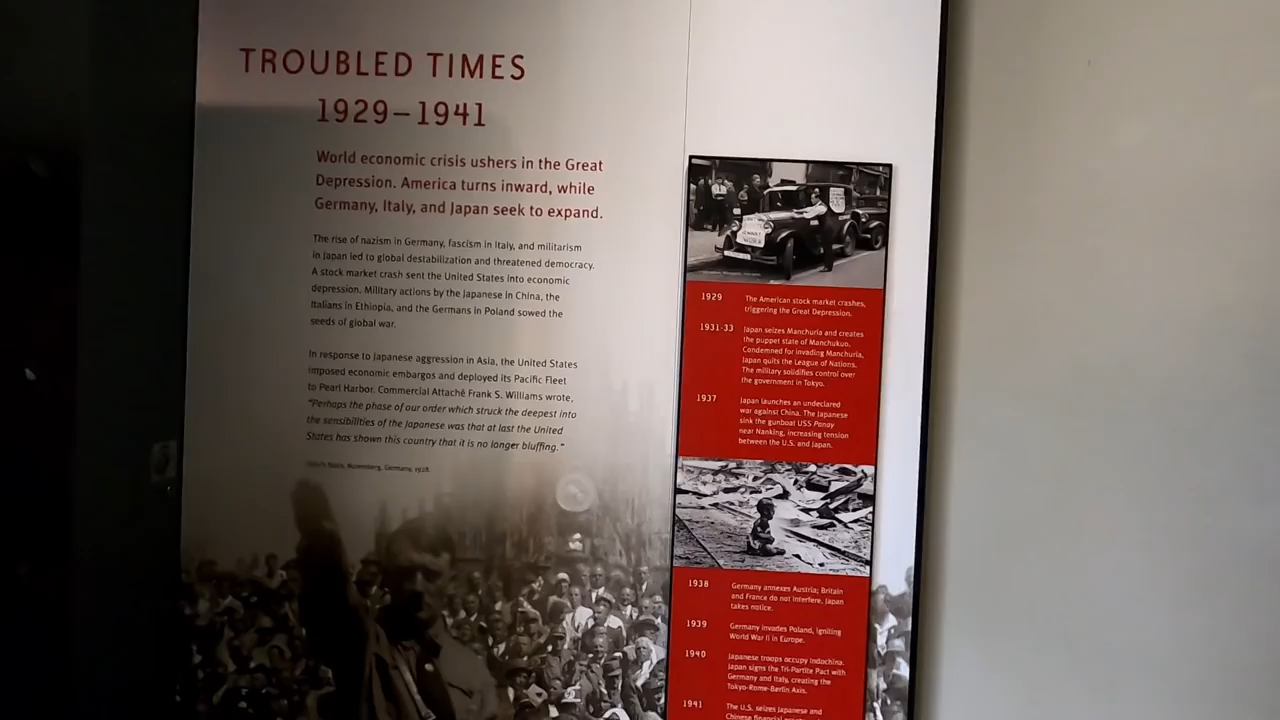 TROUBLED TIMES
1929–1941
World economic crisis ushers in the Great
Depression. America turns inward, while
Germany, Italy, and Japan seek to expand.
The rise of nazism in Germany, fascism in Italy, and militarism
in Japan led to global destabilization and threatened democracy.
A stock market crash sent the United States into economic
depression. Military actions by the Japanese in China, the
Italians in Ethiopia, and the Germans in Poland sowed the
seeds of global war.
In response to Japanese aggression in Asia, the United States
imposed economic embargos and deployed its Pacific Fleet
to Pearl Harbor. Commercial Attaché Frank S. Williams wrote,
“Perhaps the phase of our order which struck the deepest into
the sensibilities of the Japanese was that at last the United
States has shown this country that it is no longer bluffing.”
Nuremberg, Germany, 1928
1929 The American stock market crashes,
triggering the Great Depression.
1931-33 Japan seizes Manchuria and creates
the puppet state of Manchukuo.
Condemned for invading Manchuria,
Japan quits the League of Nations.
The military solidifies control over
the government in Tokyo.
1937 Japan launches an undeclared
war against China. The Japanese
sink the gunboat USS Panay
near Nanking, increasing tension
between the U.S. and Japan.
1938 Germany annexes Austria; Britain
and France do not interfere. Japan
takes notice.
1939 Germany invades Poland, igniting
World War II in Europe.
1940 Japanese troops occupy Indochina.
Japan signs the Tri-Partite Pact with
Germany and Italy, creating the
Tokyo-Rome-Berlin Axis.
1941 The U.S. seizes Japanese and
Chinese financial